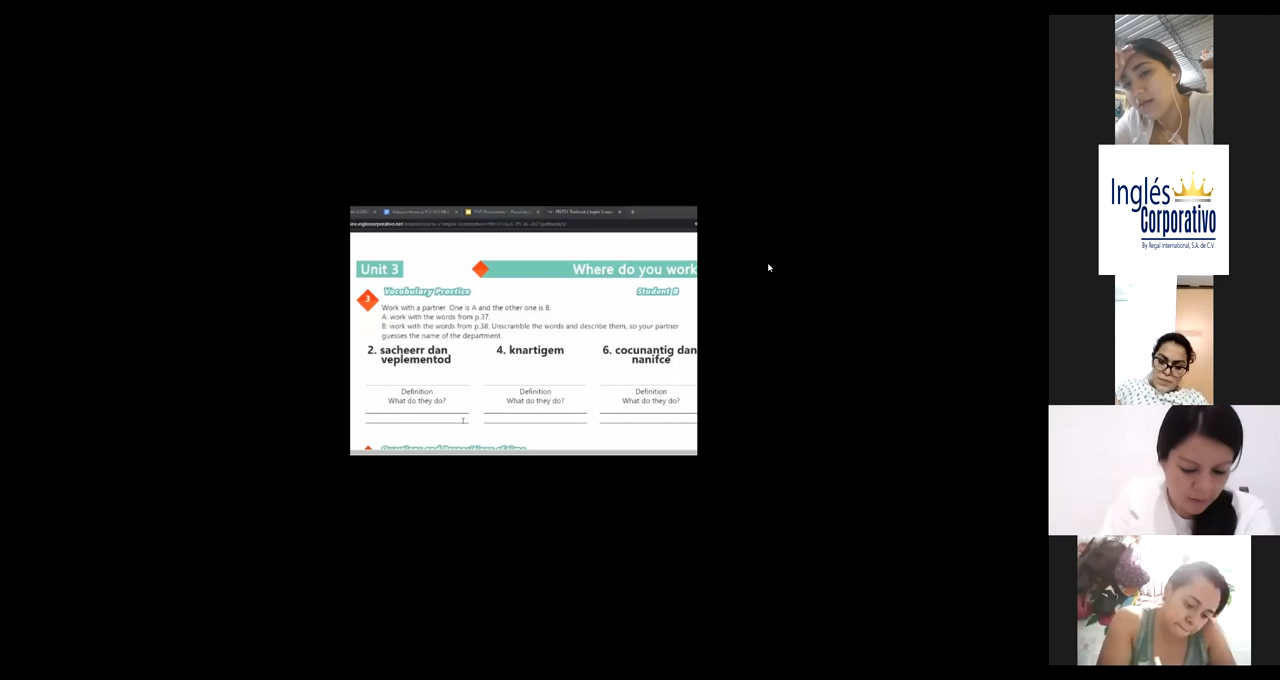 Unit 3
Where do you work
3
Vocabulary Practice
Student B
Work with a partner. One is A and the other one is B.
A: work with the words from p.37.
B: work with the words from p.38. Unscramble the words and describe them, so your partner
guesses the name of the department.
2. sacheerr dan
veplementod
4. knartigem
6. cocunantig dan
nanifce
Definition
What do they do?
Definition
What do they do?
Definition
What do they do?
Inglés
Corporativo
By Regal International, S.A. de C.V.